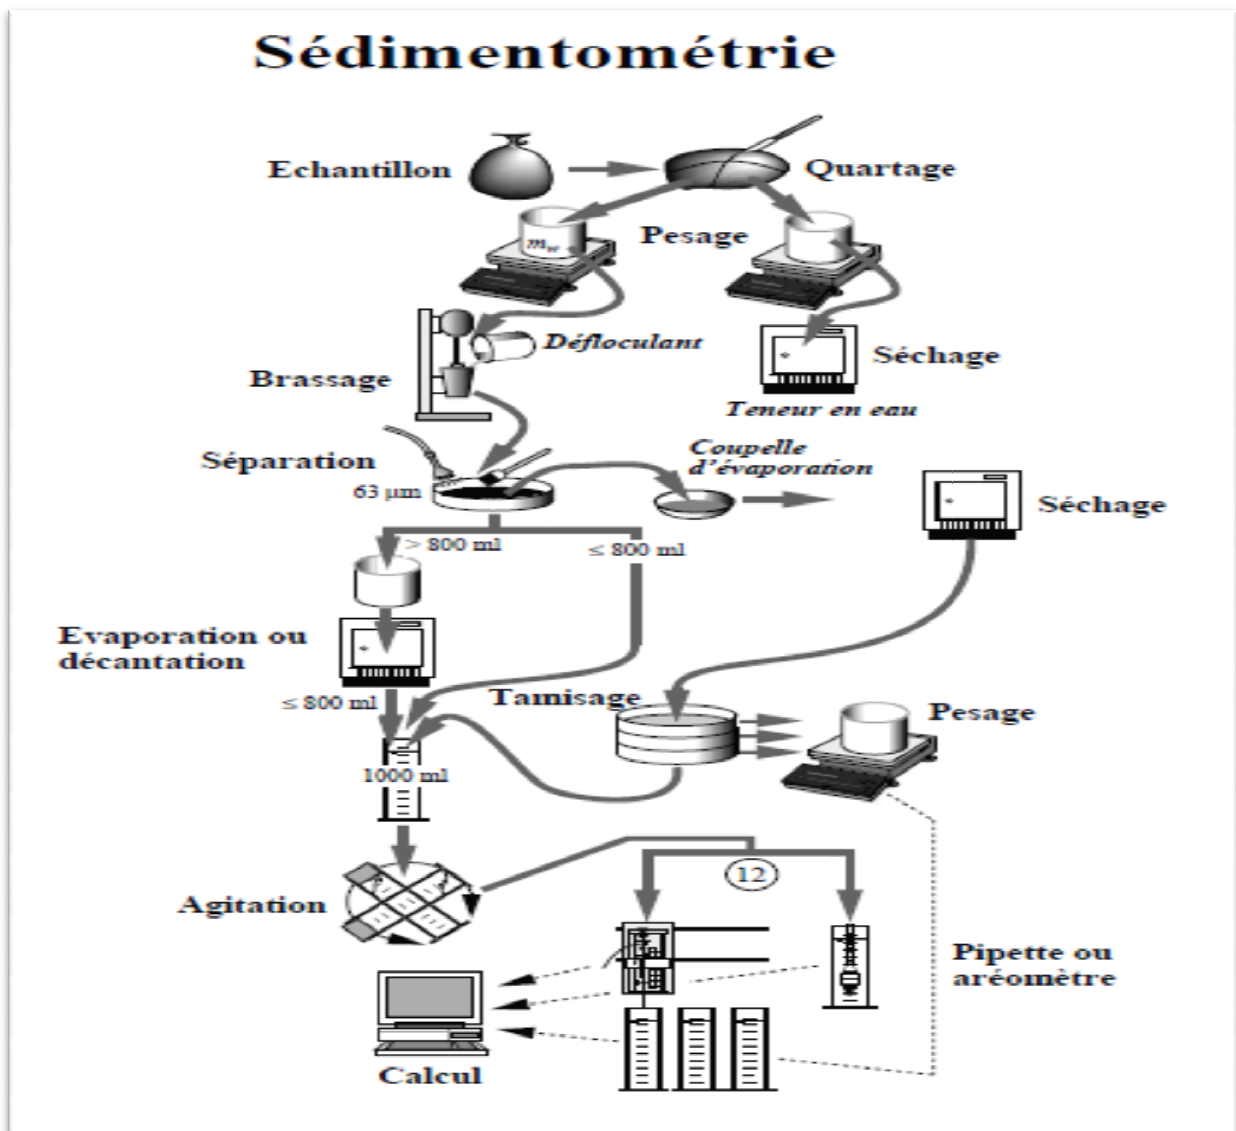 Sédimentométrie
Echantillon
Quartage
Pesage
mw
Défloculant
Séchage
Brassage
Teneur en eau
Coupelle
d'évaporation
Séparation
63 µm
Séchage
> 800 ml
≤ 800 ml
Evaporation ou
décantation
≤ 800 ml
Tamisage
Pesage
1000 ml
12
Agitation
Pipette ou
aréomètre
Calcul